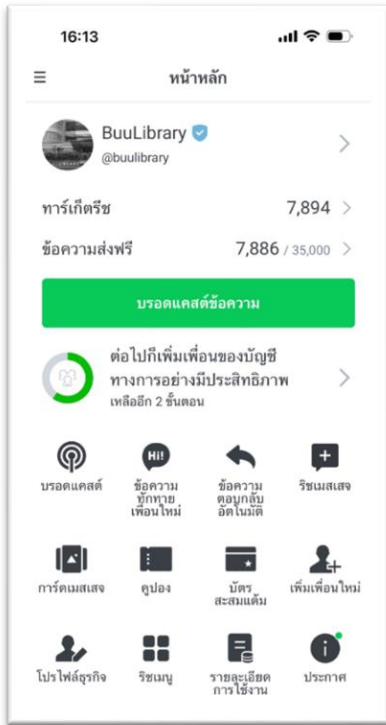 16:13
หน้าหลัก
BuuLibrary
@buulibrary
ทาร์เก็ตรีช 7,894
ข้อความส่งฟรี 7,886 / 35,000
บรอดแคสต์ข้อความ
ต่อไปก็เพิ่มเพื่อนของบัญชี
ทางการอย่างมีประสิทธิภาพ
เหลืออีก 2 ขั้นตอน
Hi!
บรอดแคสต์
ข้อความ
ทักทาย
เพื่อนใหม่
ข้อความ
ตอบกลับ
อัตโนมัติ
ริชเมสเสจ
การ์ดเมสเสจ
คูปอง
บัตร
สะสมแต้ม
เพิ่มเพื่อนใหม่
โปรไฟล์ธุรกิจ
ริชเมนู
รายละเอียด
การใช้งาน
ประกาศ